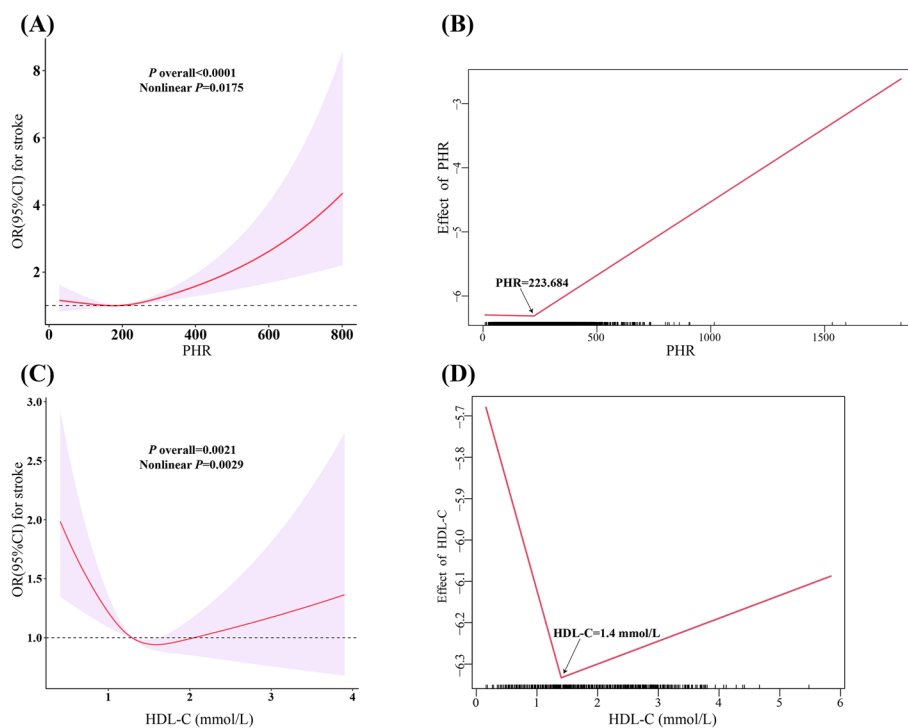 (A)
P overall<0.0001
Nonlinear P=0.0175
OR(95%CI) for stroke
8
6
4
2
0
200
400
600
800
PHR
(B)
Effect of PHR
−3
−4
−5
−6
PHR=223.684
0
500
1000
1500
PHR
(C)
P overall=0.0021
Nonlinear P=0.0029
OR(95%CI) for stroke
3.0
2.5
2.0
1.5
1.0
1
2
3
4
HDL-C (mmol/L)
(D)
Effect of HDL-C
−5.7
−5.8
−5.9
−6.0
−6.1
−6.2
−6.3
HDL-C=1.4 mmol/L
0
1
2
3
4
5
6
HDL-C (mmol/L)